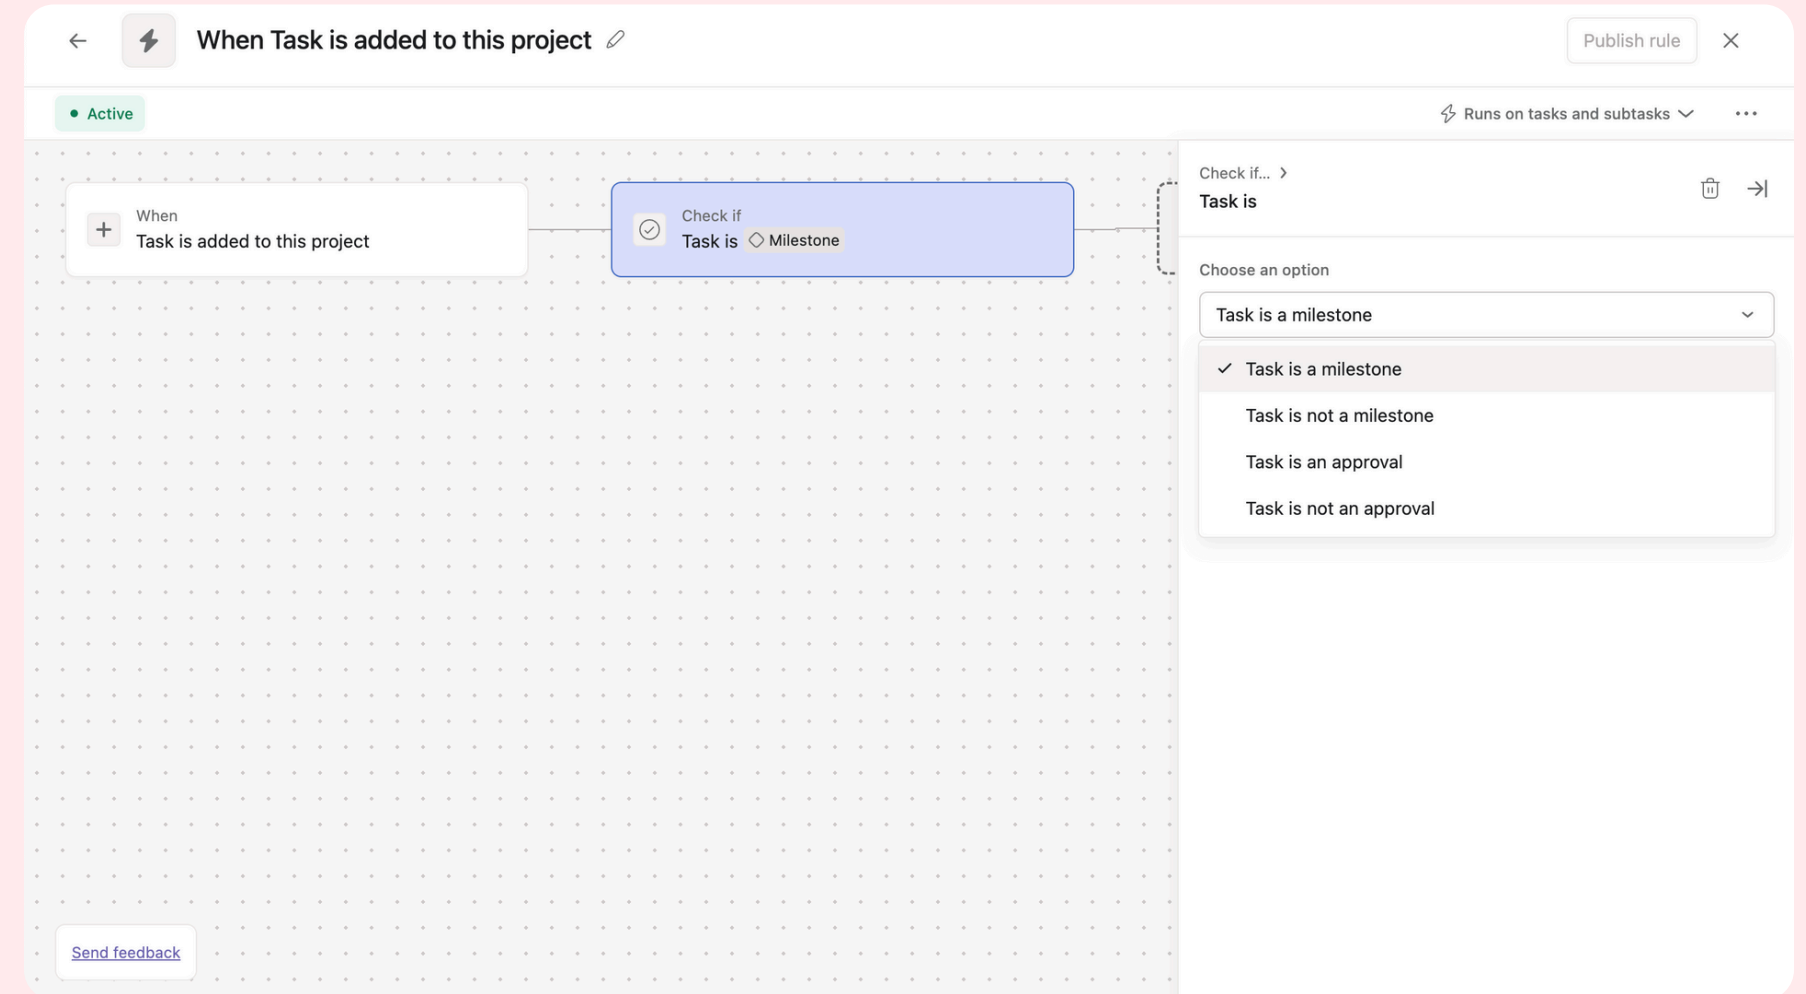 When Task is added to this project
Publish rule
Active
Runs on tasks and subtasks
When
Task is added to this project
Check if
Task is Milestone
Check if...
Task is
Choose an option
Task is a milestone
Task is a milestone
Task is not a milestone
Task is an approval
Task is not an approval
Send feedback